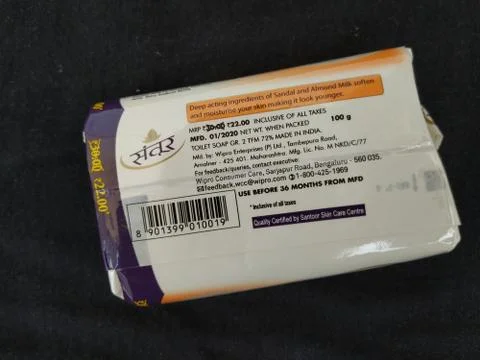 Deep acting ingredients of Sandal and Almond Milk soften
and moisturise your skin making it look younger.
संतूर
MRP ₹30.00 ₹22.00 INCLUSIVE OF ALL TAXES
MFD. 01/2020 NET WT. WHEN PACKED 100 g
TOILET SOAP GR. 2 TFM 72% MADE IN INDIA.
Mfd. by: Wipro Enterprises (P) Ltd., Tambepura Road,
Amalner - 425 401. Maharashtra. Mfg. Lic. No. M NKD/C/77
For feedback/queries, contact executive:
Wipro Consumer Care, Sarjapur Road, Bengaluru - 560 035.
feedback.wcc@wipro.com 1-800-425-1969
USE BEFORE 36 MONTHS FROM MFD
* Inclusive of all taxes
Quality Certified by Santoor Skin Care Centre
8 901399 010019
₹22.00